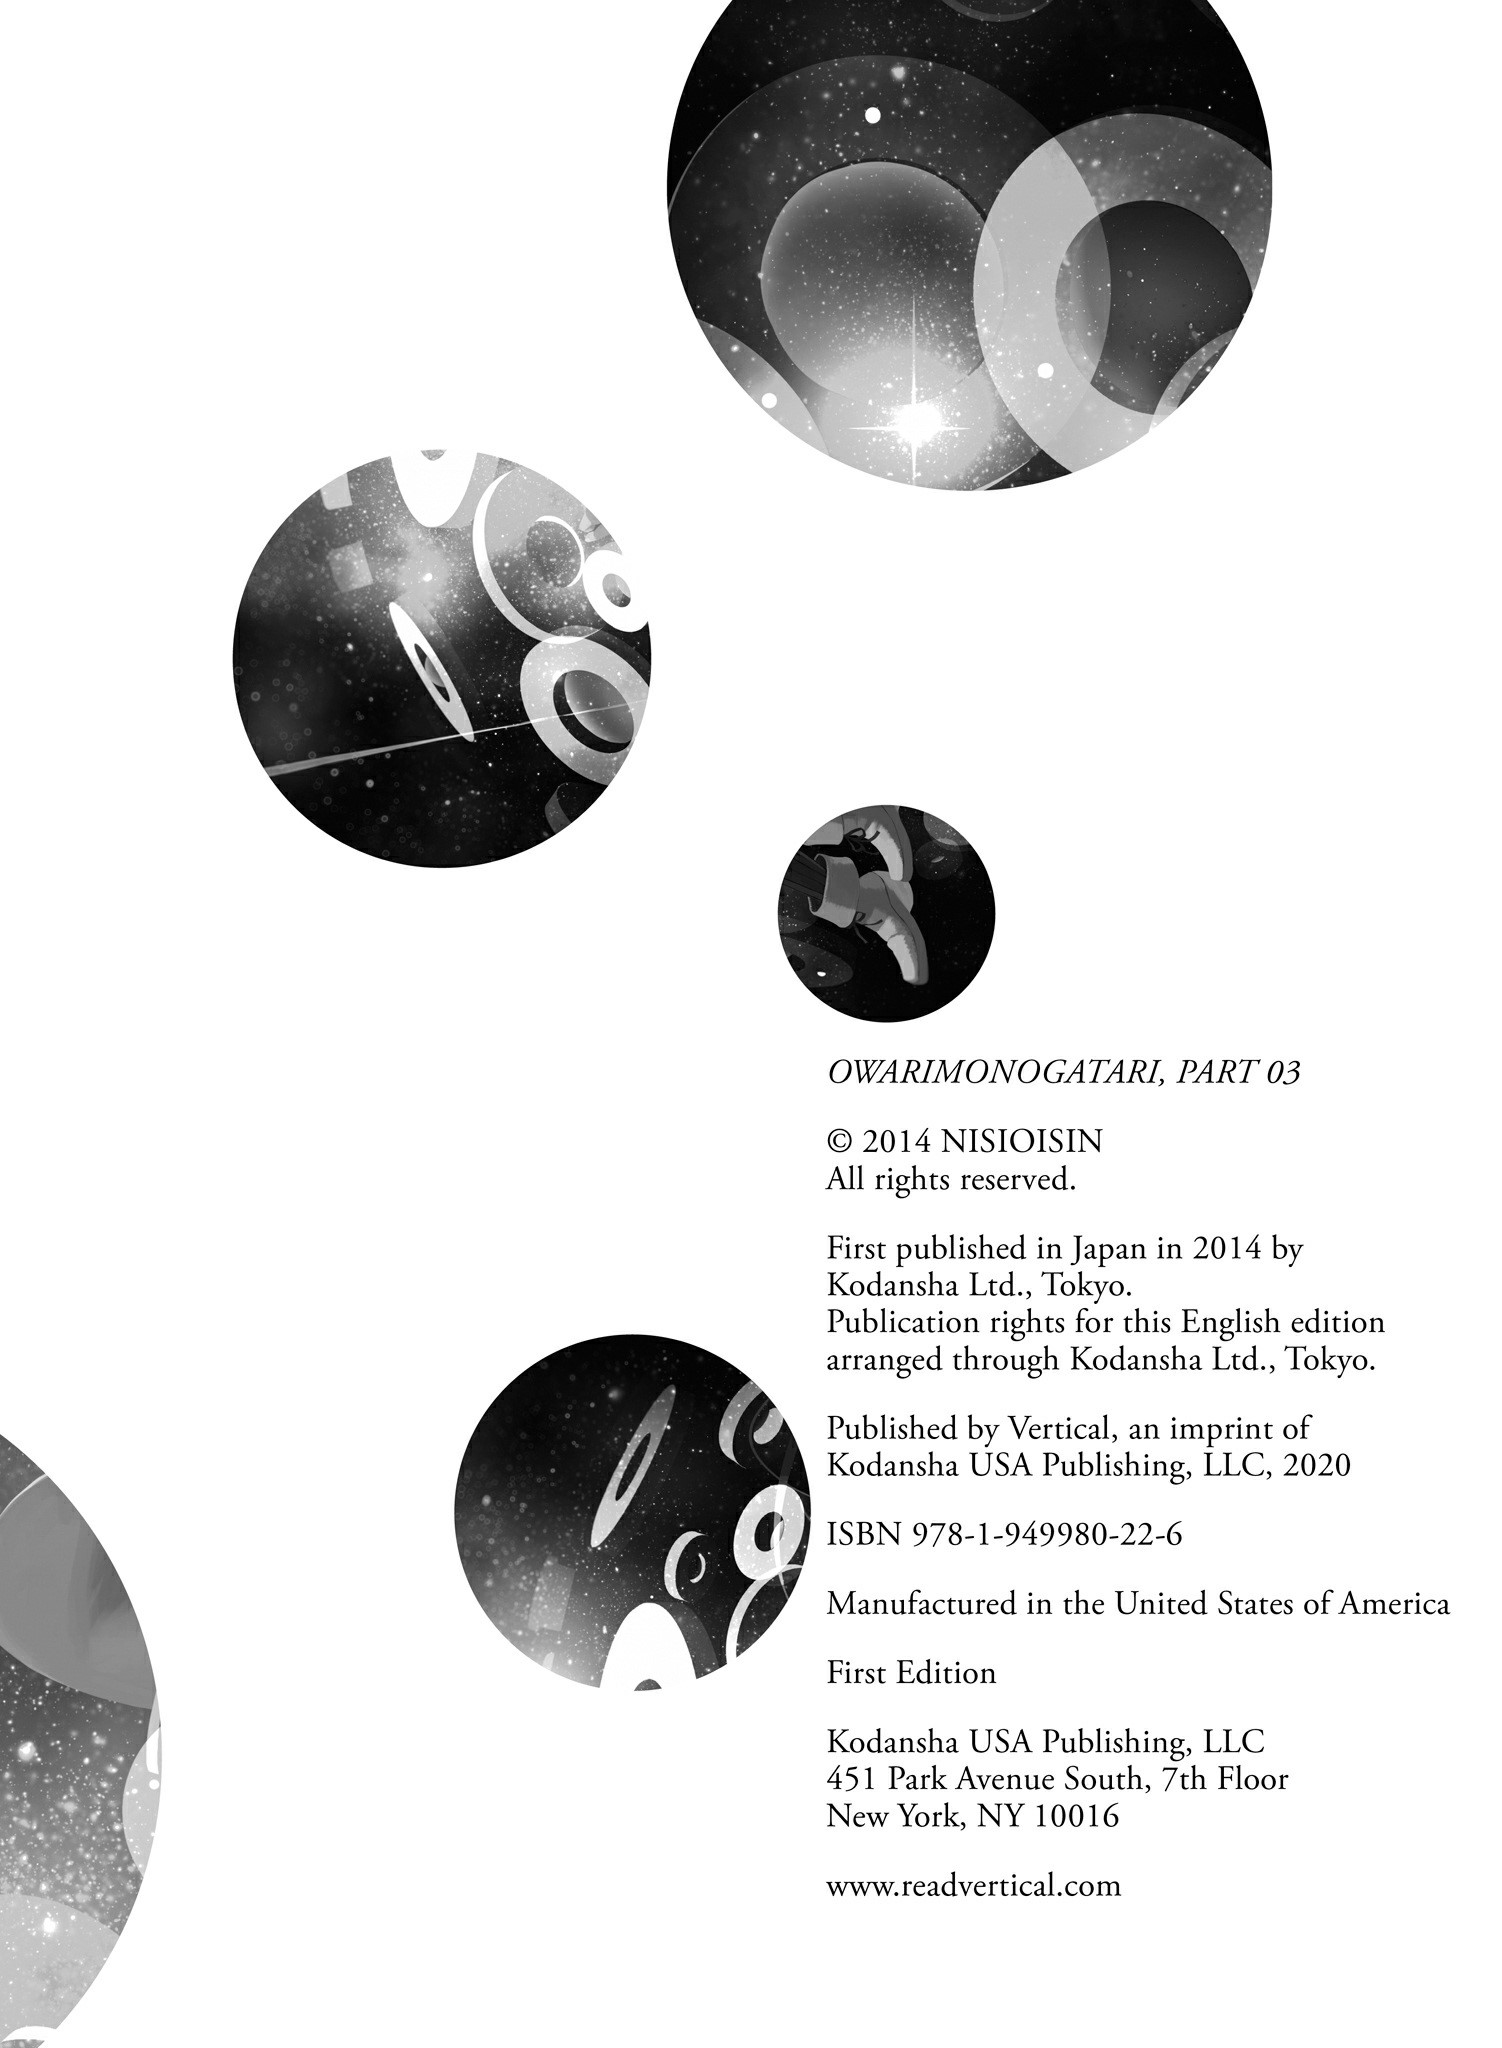 OWARIMONOGATARI, PART 03
© 2014 NISIOISIN
All rights reserved.
First published in Japan in 2014 by
Kodansha Ltd., Tokyo.
Publication rights for this English edition
arranged through Kodansha Ltd., Tokyo.
Published by Vertical, an imprint of
Kodansha USA Publishing, LLC, 2020
ISBN 978-1-949980-22-6
Manufactured in the United States of America
First Edition
Kodansha USA Publishing, LLC
451 Park Avenue South, 7th Floor
New York, NY 10016
www.readvertical.com